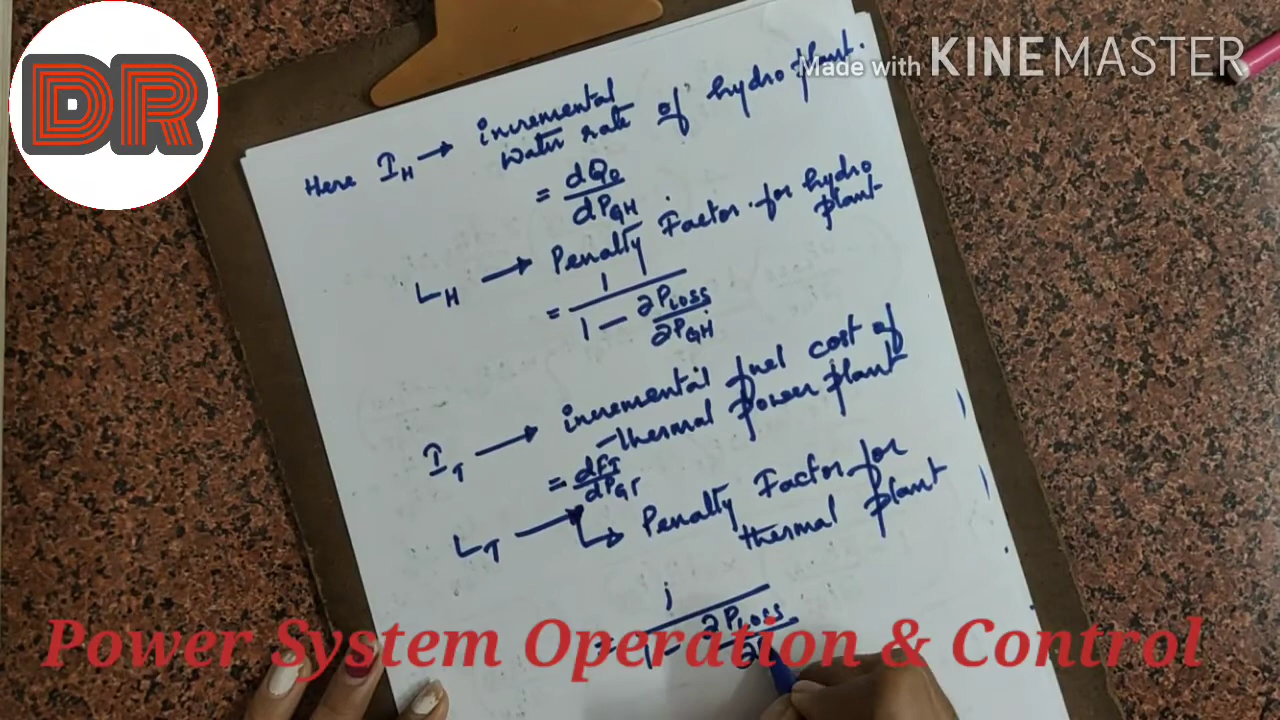 DR
Made with KINEMASTER
Here I_H → incremental
water rate of hydro plant.
= dQ_0 / dP_GH
L_H → Penalty Factor for hydro
plant
= 1 / (1 - ∂P_Loss / ∂P_GH)
I_T → incremental fuel cost of
thermal power plant
= dF_T / dP_GT
L_T → Penalty Factor for
thermal plant
= 1 / (1 - ∂P_Loss / ∂
Power System Operation & Control